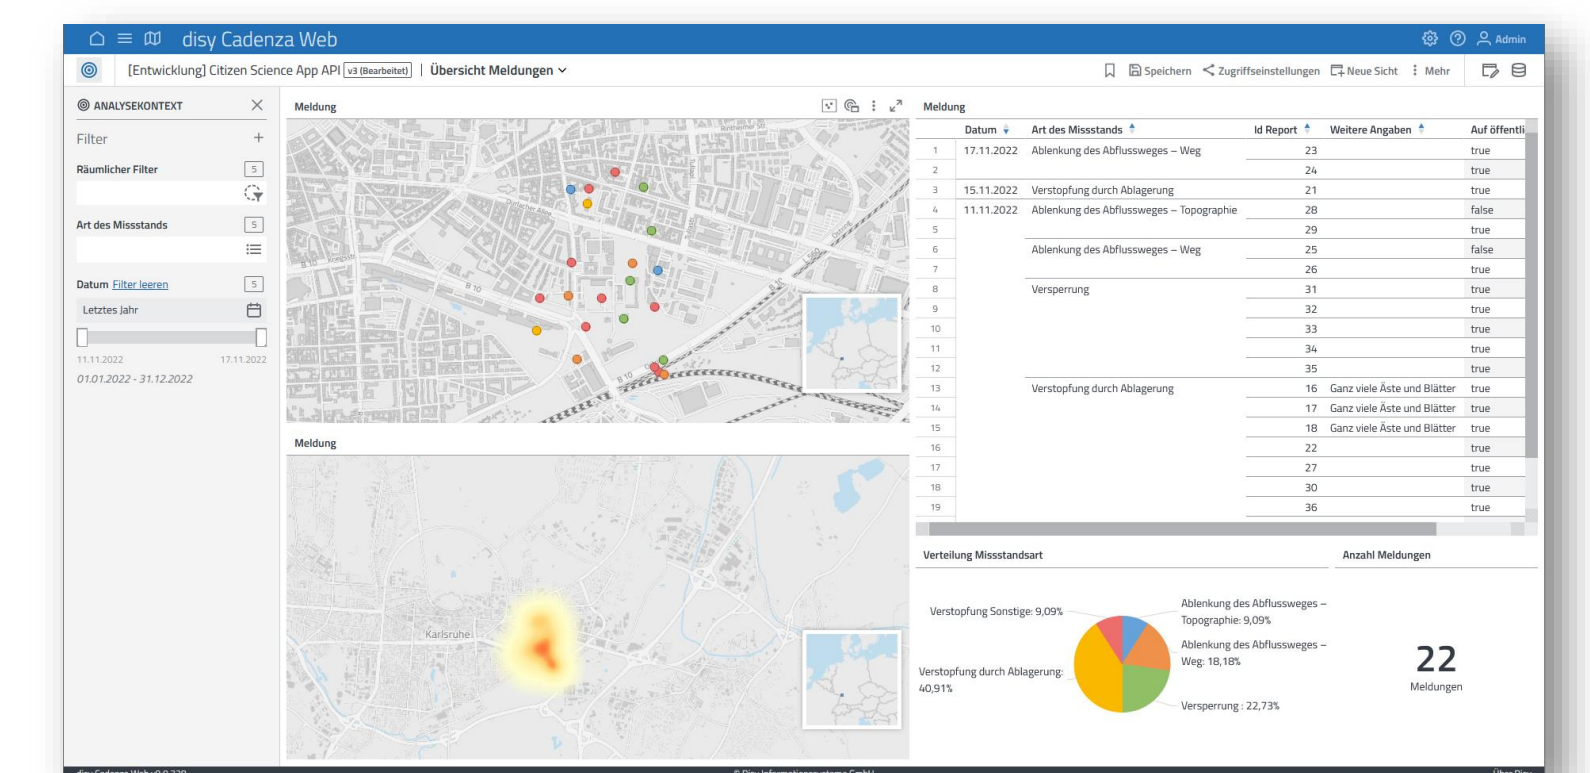 disy Cadenza Web
Admin
[Entwicklung] Citizen Science App API v3 (Bearbeitet) | Übersicht Meldungen
Speichern Zugriffseinstellungen Neue Sicht Mehr
ANALYSEKONTEXT
Filter
Räumlicher Filter 5
Art des Missstands 5
Datum Filter leeren 5
Letztes Jahr
11.11.2022 17.11.2022
01.01.2022 - 31.12.2022
Meldung
B 10
B 10
B 10
Meldung
Karlsruhe
Meldung
Datum Art des Missstands Id Report Weitere Angaben Auf öffentli
1 17.11.2022 Ablenkung des Abflussweges – Weg 23 true
2 24 true
3 15.11.2022 Verstopfung durch Ablagerung 21 true
4 11.11.2022 Ablenkung des Abflussweges – Topographie 28 false
5 29 true
6 Ablenkung des Abflussweges – Weg 25 false
7 26 true
8 Versperrung 31 true
9 32 true
10 33 true
11 34 true
12 35 true
13 Verstopfung durch Ablagerung 16 Ganz viele Äste und Blätter true
14 17 Ganz viele Äste und Blätter true
15 18 Ganz viele Äste und Blätter true
16 22 true
17 27 true
18 30 true
19 36 true
Verteilung Missstandsart
Verstopfung Sonstige: 9,09%
Ablenkung des Abflussweges –
Topographie: 9,09%
Ablenkung des Abflussweges –
Weg: 18,18%
Verstopfung durch Ablagerung:
40,91%
Versperrung : 22,73%
Anzahl Meldungen
22
Meldungen